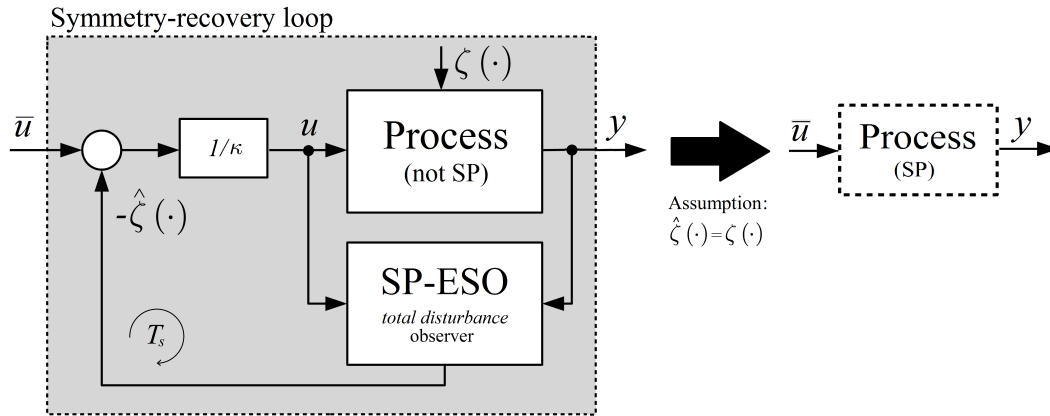 Symmetry-recovery loop
ζ (·)
u̅
1/κ
u
Process
(not SP)
y
-ζ̂ (·)
SP-ESO
total disturbance
observer
Tₛ
Assumption:
ζ̂ (·) = ζ (·)
u̅
Process
(SP)
y